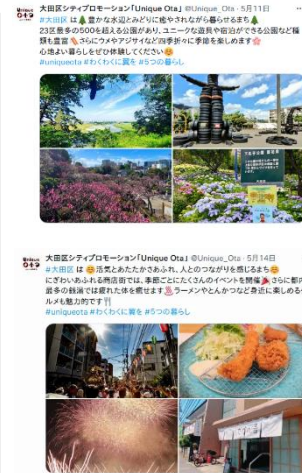 大田区シティプロモーション「Unique Ota」 @Unique_Ota · 5月11日
#大田区 は🌲豊かな水辺とみどりに癒やされながら暮らせるまち🌲
23区最多の500を超える公園があり、ユニークな遊具や宿泊ができる公園など種
類も豊富🛝さらにウメやアジサイなど四季折々に季節を楽しめます🌸
心地よい暮らしをぜひ体験してください😊
#uniqueota #わくわくに翼を #5つの暮らし
Unique
大田区シティプロモーション「Unique Ota」 @Unique_Ota · 5月14日
#大田区 は😊活気とあたたかさあふれ、人とのつながりを感じるまち😊
にぎわいあふれる商店街では、季節ごとにたくさんのイベントを開催🎉さらに都内
最多の銭湯では疲れた体を癒せます♨️ラーメンやとんかつなど身近に楽しめるグ
ルメも魅力的です🍴
#uniqueota #わくわくに翼を #5つの暮らし